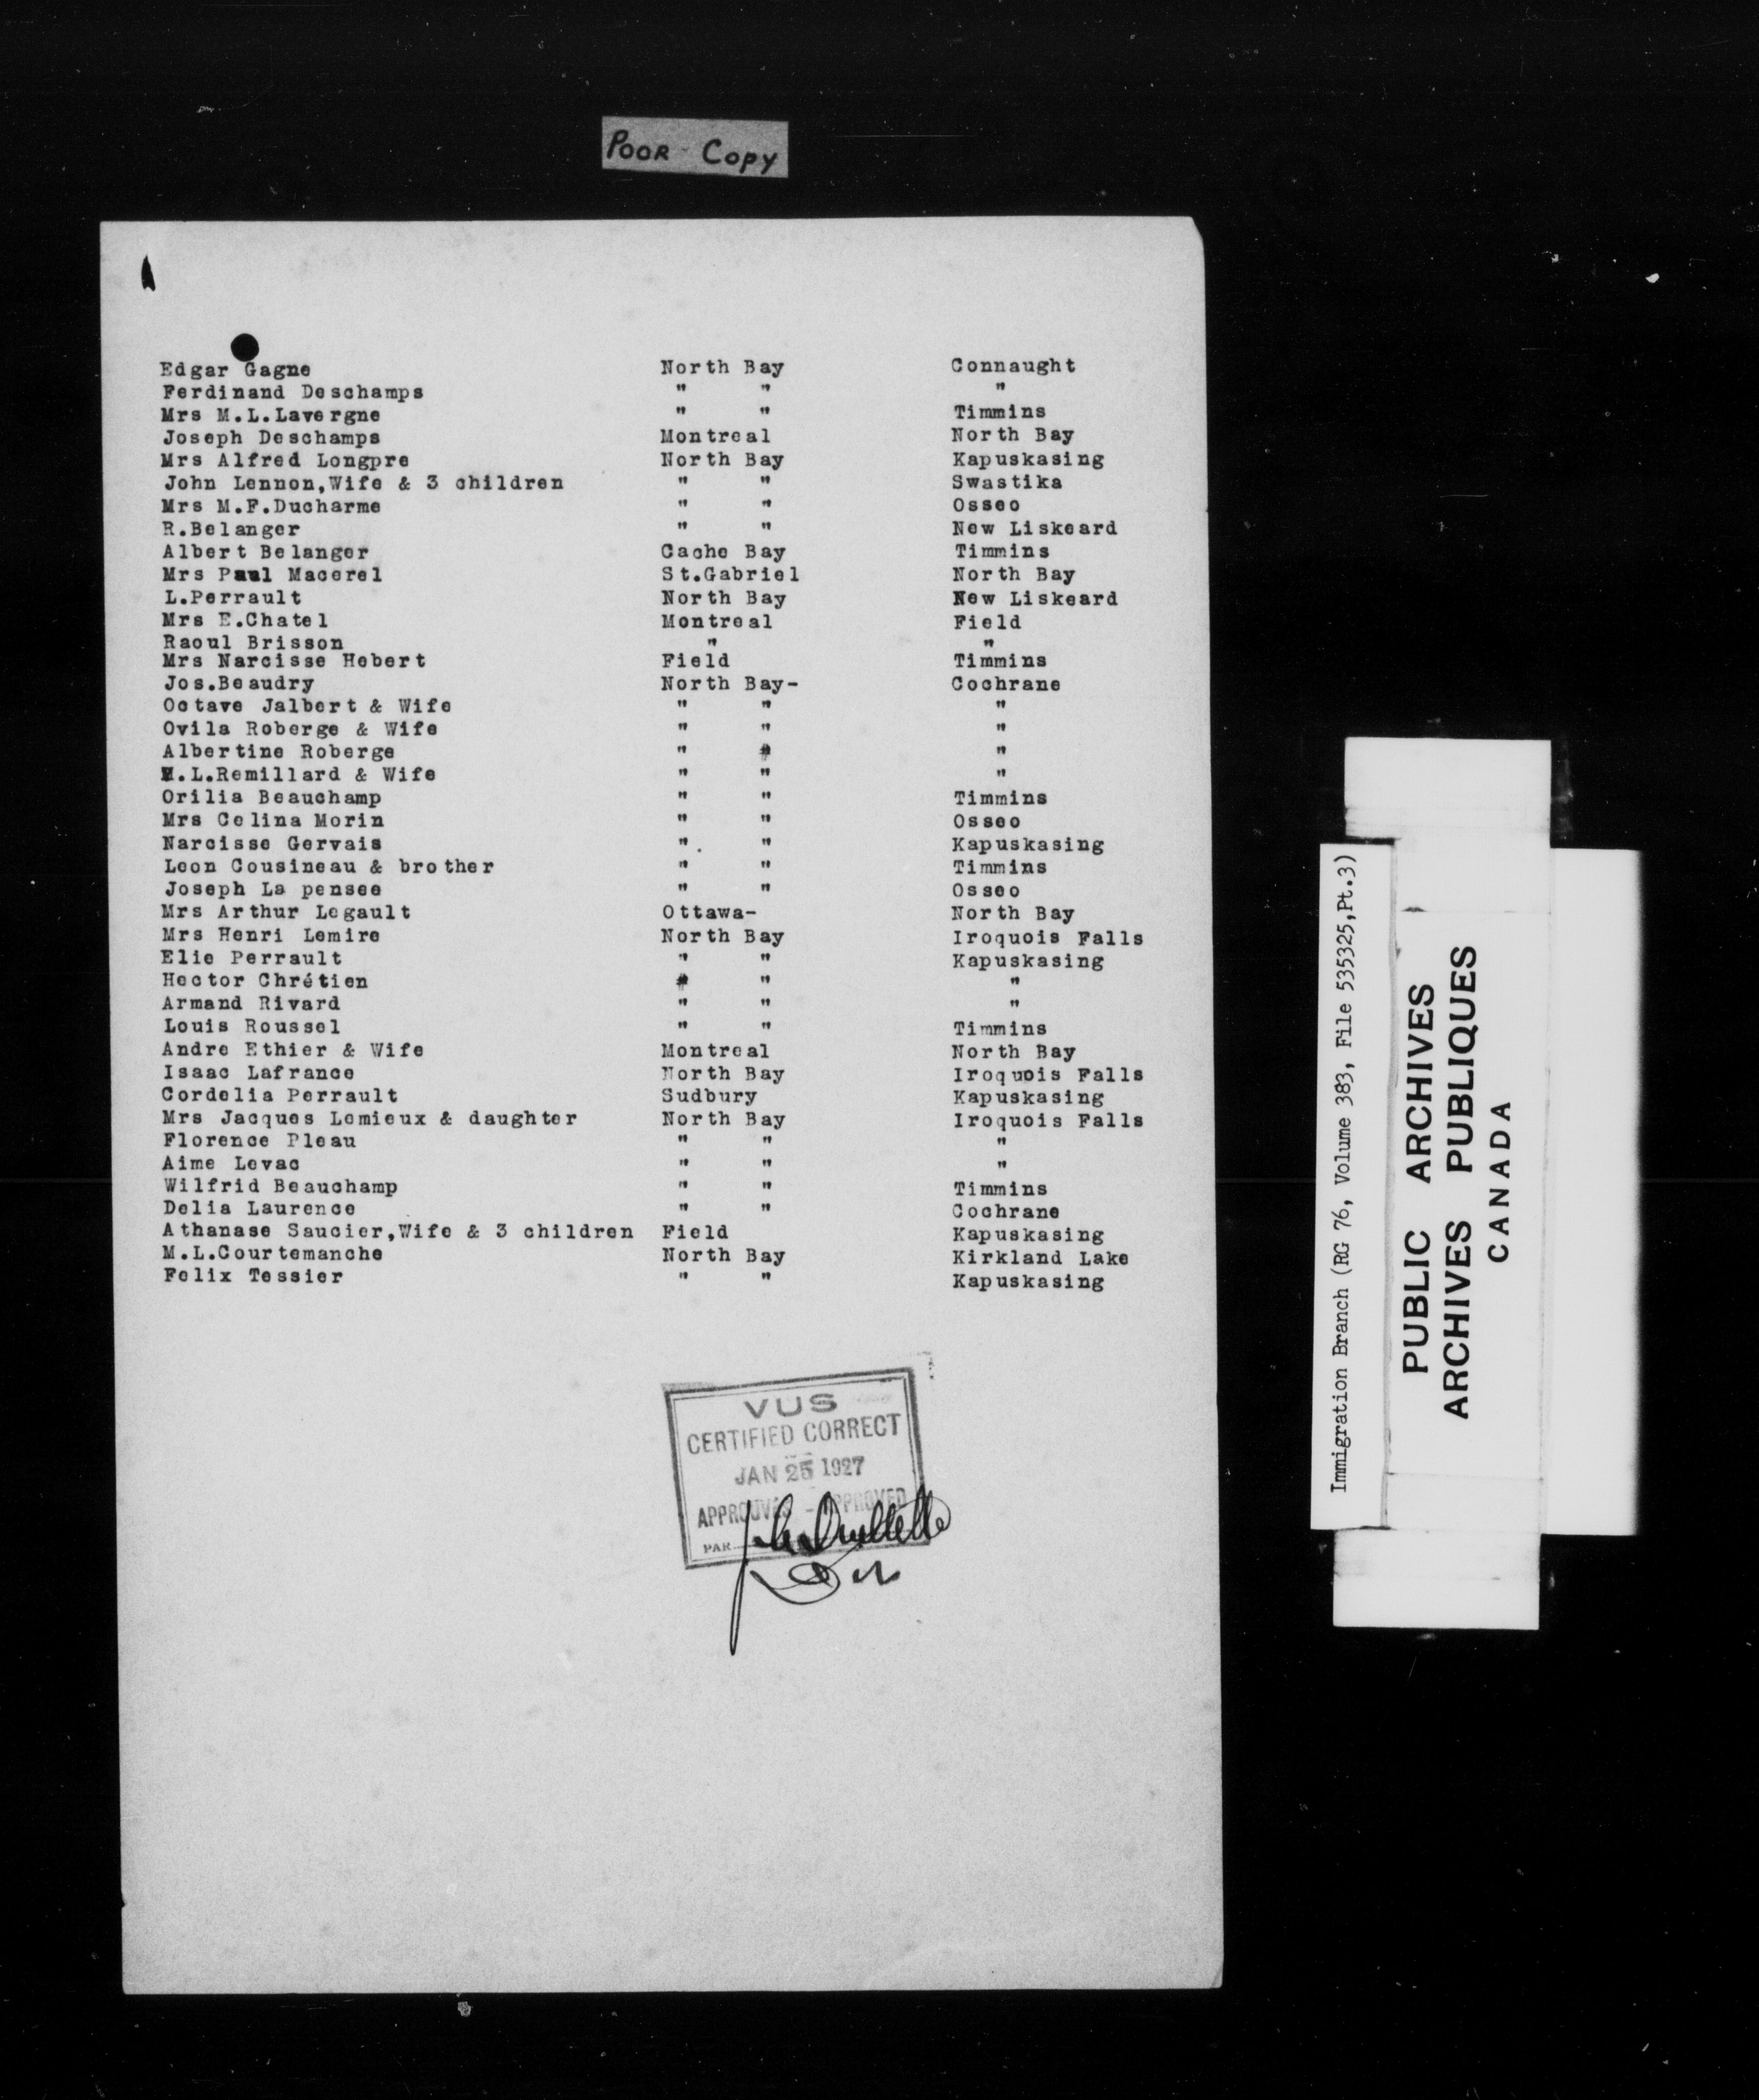 POOR COPY
Edgar Gagne North Bay Connaught
Ferdinand Deschamps " " "
Mrs M.L.Lavergne " " Timmins
Joseph Deschamps Montreal North Bay
Mrs Alfred Longpre North Bay Kapuskasing
John Lennon,Wife & 3 children " " Swastika
Mrs M.F.Ducharme " " Osseo
R.Belanger " " New Liskeard
Albert Belanger Cache Bay Timmins
Mrs Paul Macerel St.Gabriel North Bay
L.Perrault North Bay New Liskeard
Mrs E.Chatel Montreal Field
Raoul Brisson " "
Mrs Narcisse Hebert Field Timmins
Jos.Beaudry North Bay- Cochrane
Octave Jalbert & Wife " " "
Ovila Roberge & Wife " " "
Albertine Roberge " " "
M.L.Remillard & Wife " " "
Orilia Beauchamp " " Timmins
Mrs Celina Morin " " Osseo
Narcisse Gervais " " Kapuskasing
Leon Cousineau & brother " " Timmins
Joseph La pensee " " Osseo
Mrs Arthur Legault Ottawa- North Bay
Mrs Henri Lemire North Bay Iroquois Falls
Elie Perrault " " Kapuskasing
Hector Chrétien " " "
Armand Rivard " " "
Louis Roussel " " Timmins
Andre Ethier & Wife Montreal North Bay
Isaac Lafrance North Bay Iroquois Falls
Cordelia Perrault Sudbury Kapuskasing
Mrs Jacques Lemieux & daughter North Bay Iroquois Falls
Florence Pleau " " "
Aime Levac " " "
Wilfrid Beauchamp " " Timmins
Delia Laurence " " Cochrane
Athanase Saucier,Wife & 3 children Field Kapuskasing
M.L.Courtemanche North Bay Kirkland Lake
Felix Tessier " " Kapuskasing
VUS
CERTIFIED CORRECT
JAN 25 1927
APPROUVÉS - APPROVED
PAR
Ouellette
Immigration Branch (RG 76, Volume 383, File 535325,Pt.3)
PUBLIC ARCHIVES
ARCHIVES PUBLIQUES
CANADA